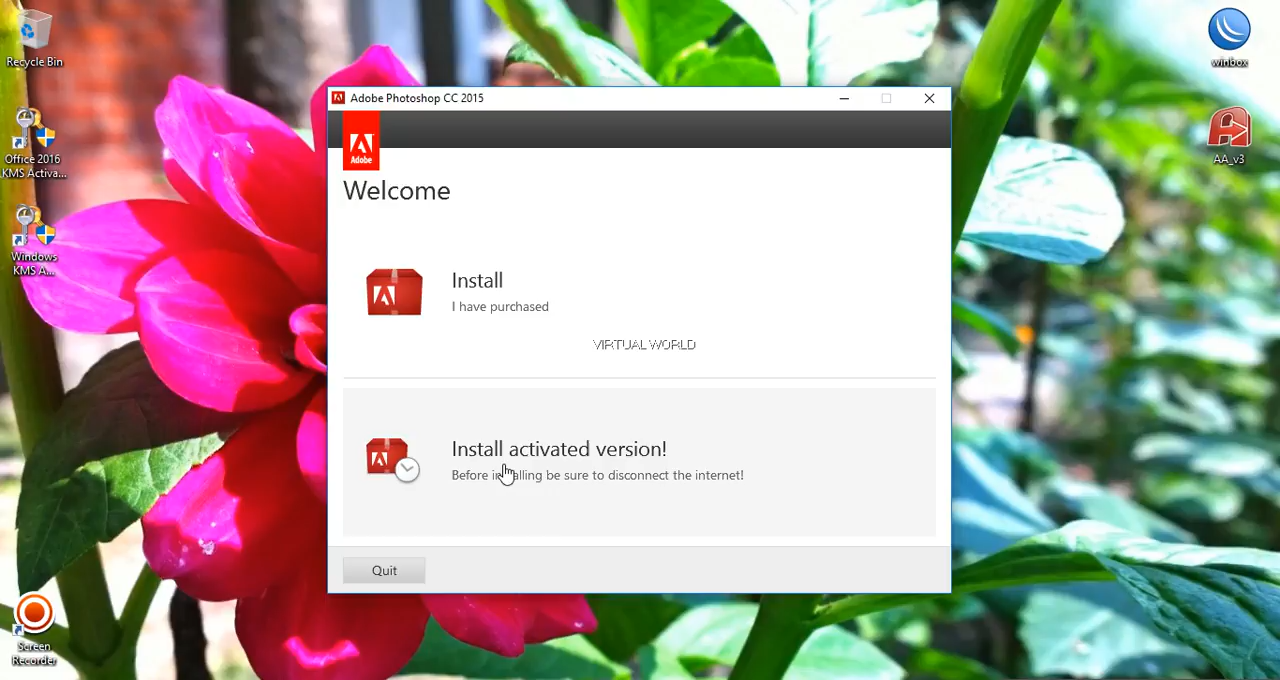 Recycle Bin
Office 2016
KMS Activa...
Windows
KMS A...
Screen
Recorder
winbox
AA_v3
Adobe Photoshop CC 2015
Adobe
Welcome
Install
I have purchased
VIRTUAL WORLD
Install activated version!
Before installing be sure to disconnect the internet!
Quit